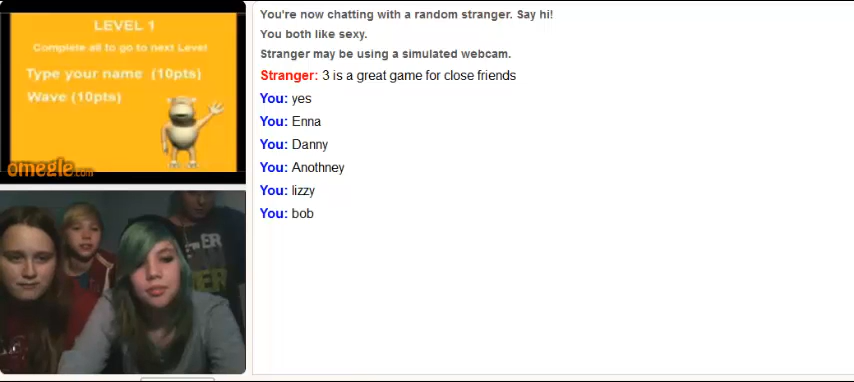 LEVEL 1
Complete all to go to next Level
Type your name (10pts)
Wave (10pts)
omegle.com
ER
ER
You're now chatting with a random stranger. Say hi!
You both like sexy.
Stranger may be using a simulated webcam.
Stranger: 3 is a great game for close friends
You: yes
You: Enna
You: Danny
You: Anothney
You: lizzy
You: bob